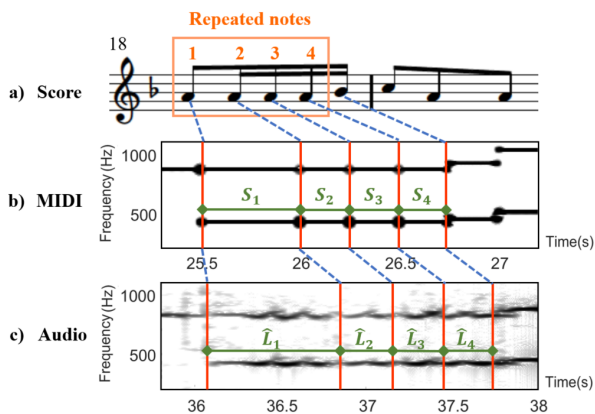 Repeated notes
18
1 2 3 4
a) Score
b) MIDI
Frequency (Hz)
1000
500
S₁ S₂ S₃ S₄
Time(s)
25.5 26 26.5 27
c) Audio
Frequency (Hz)
1000
500
L̂₁ L̂₂ L̂₃ L̂₄
Time(s)
36 36.5 37 37.5 38